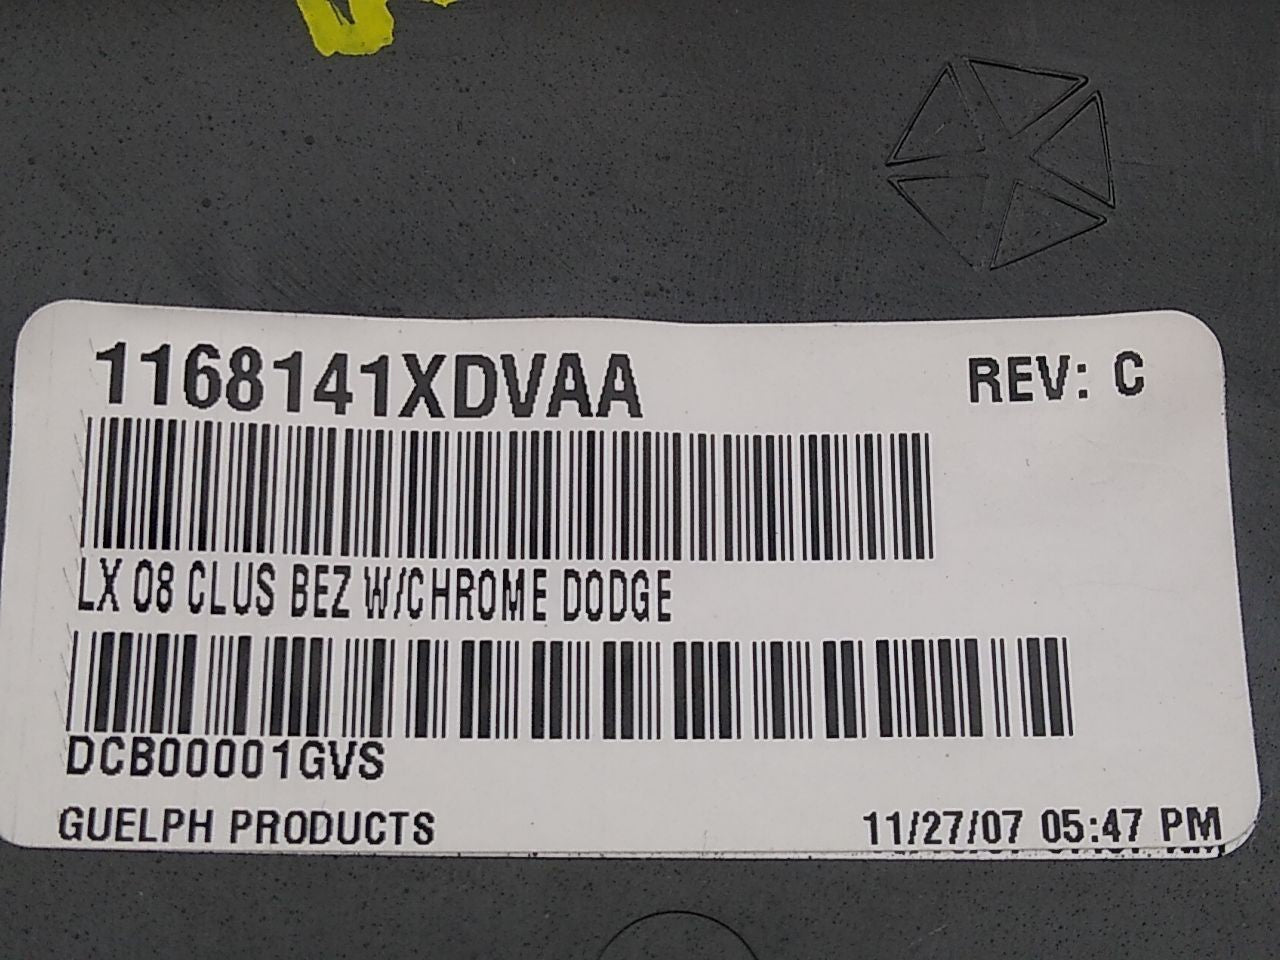 1168141XDVAA
REV: C
LX 08 CLUS BEZ W/CHROME DODGE
DCB00001GVS
GUELPH PRODUCTS
11/27/07 05:47 PM